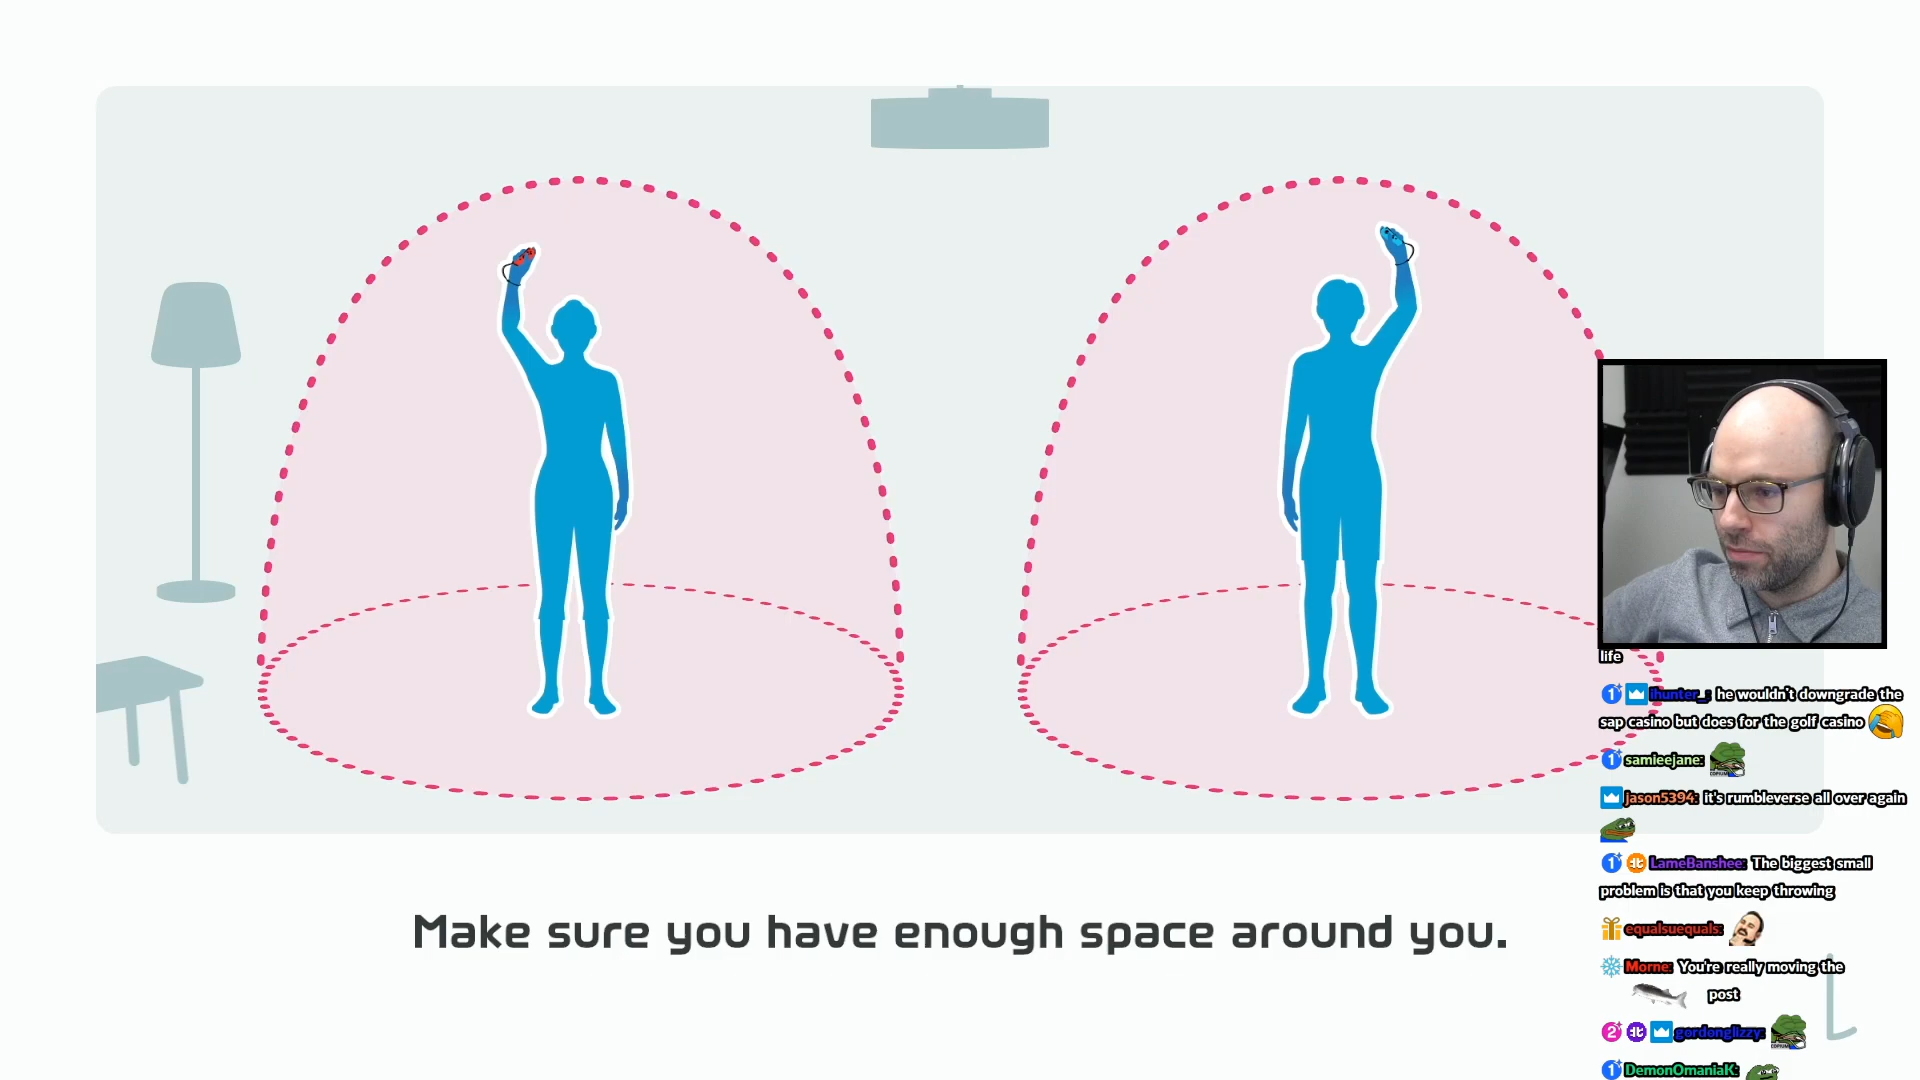 Make sure you have enough space around you.
life
ihunter_: he wouldn't downgrade the
sap casino but does for the golf casino
samieejane:
jason5394: it's rumbleverse all over again
LameBanshee: The biggest small
problem is that you keep throwing
equalsuequals:
Morne: You're really moving the
post
gordonglizzy:
DemonOmaniaK: